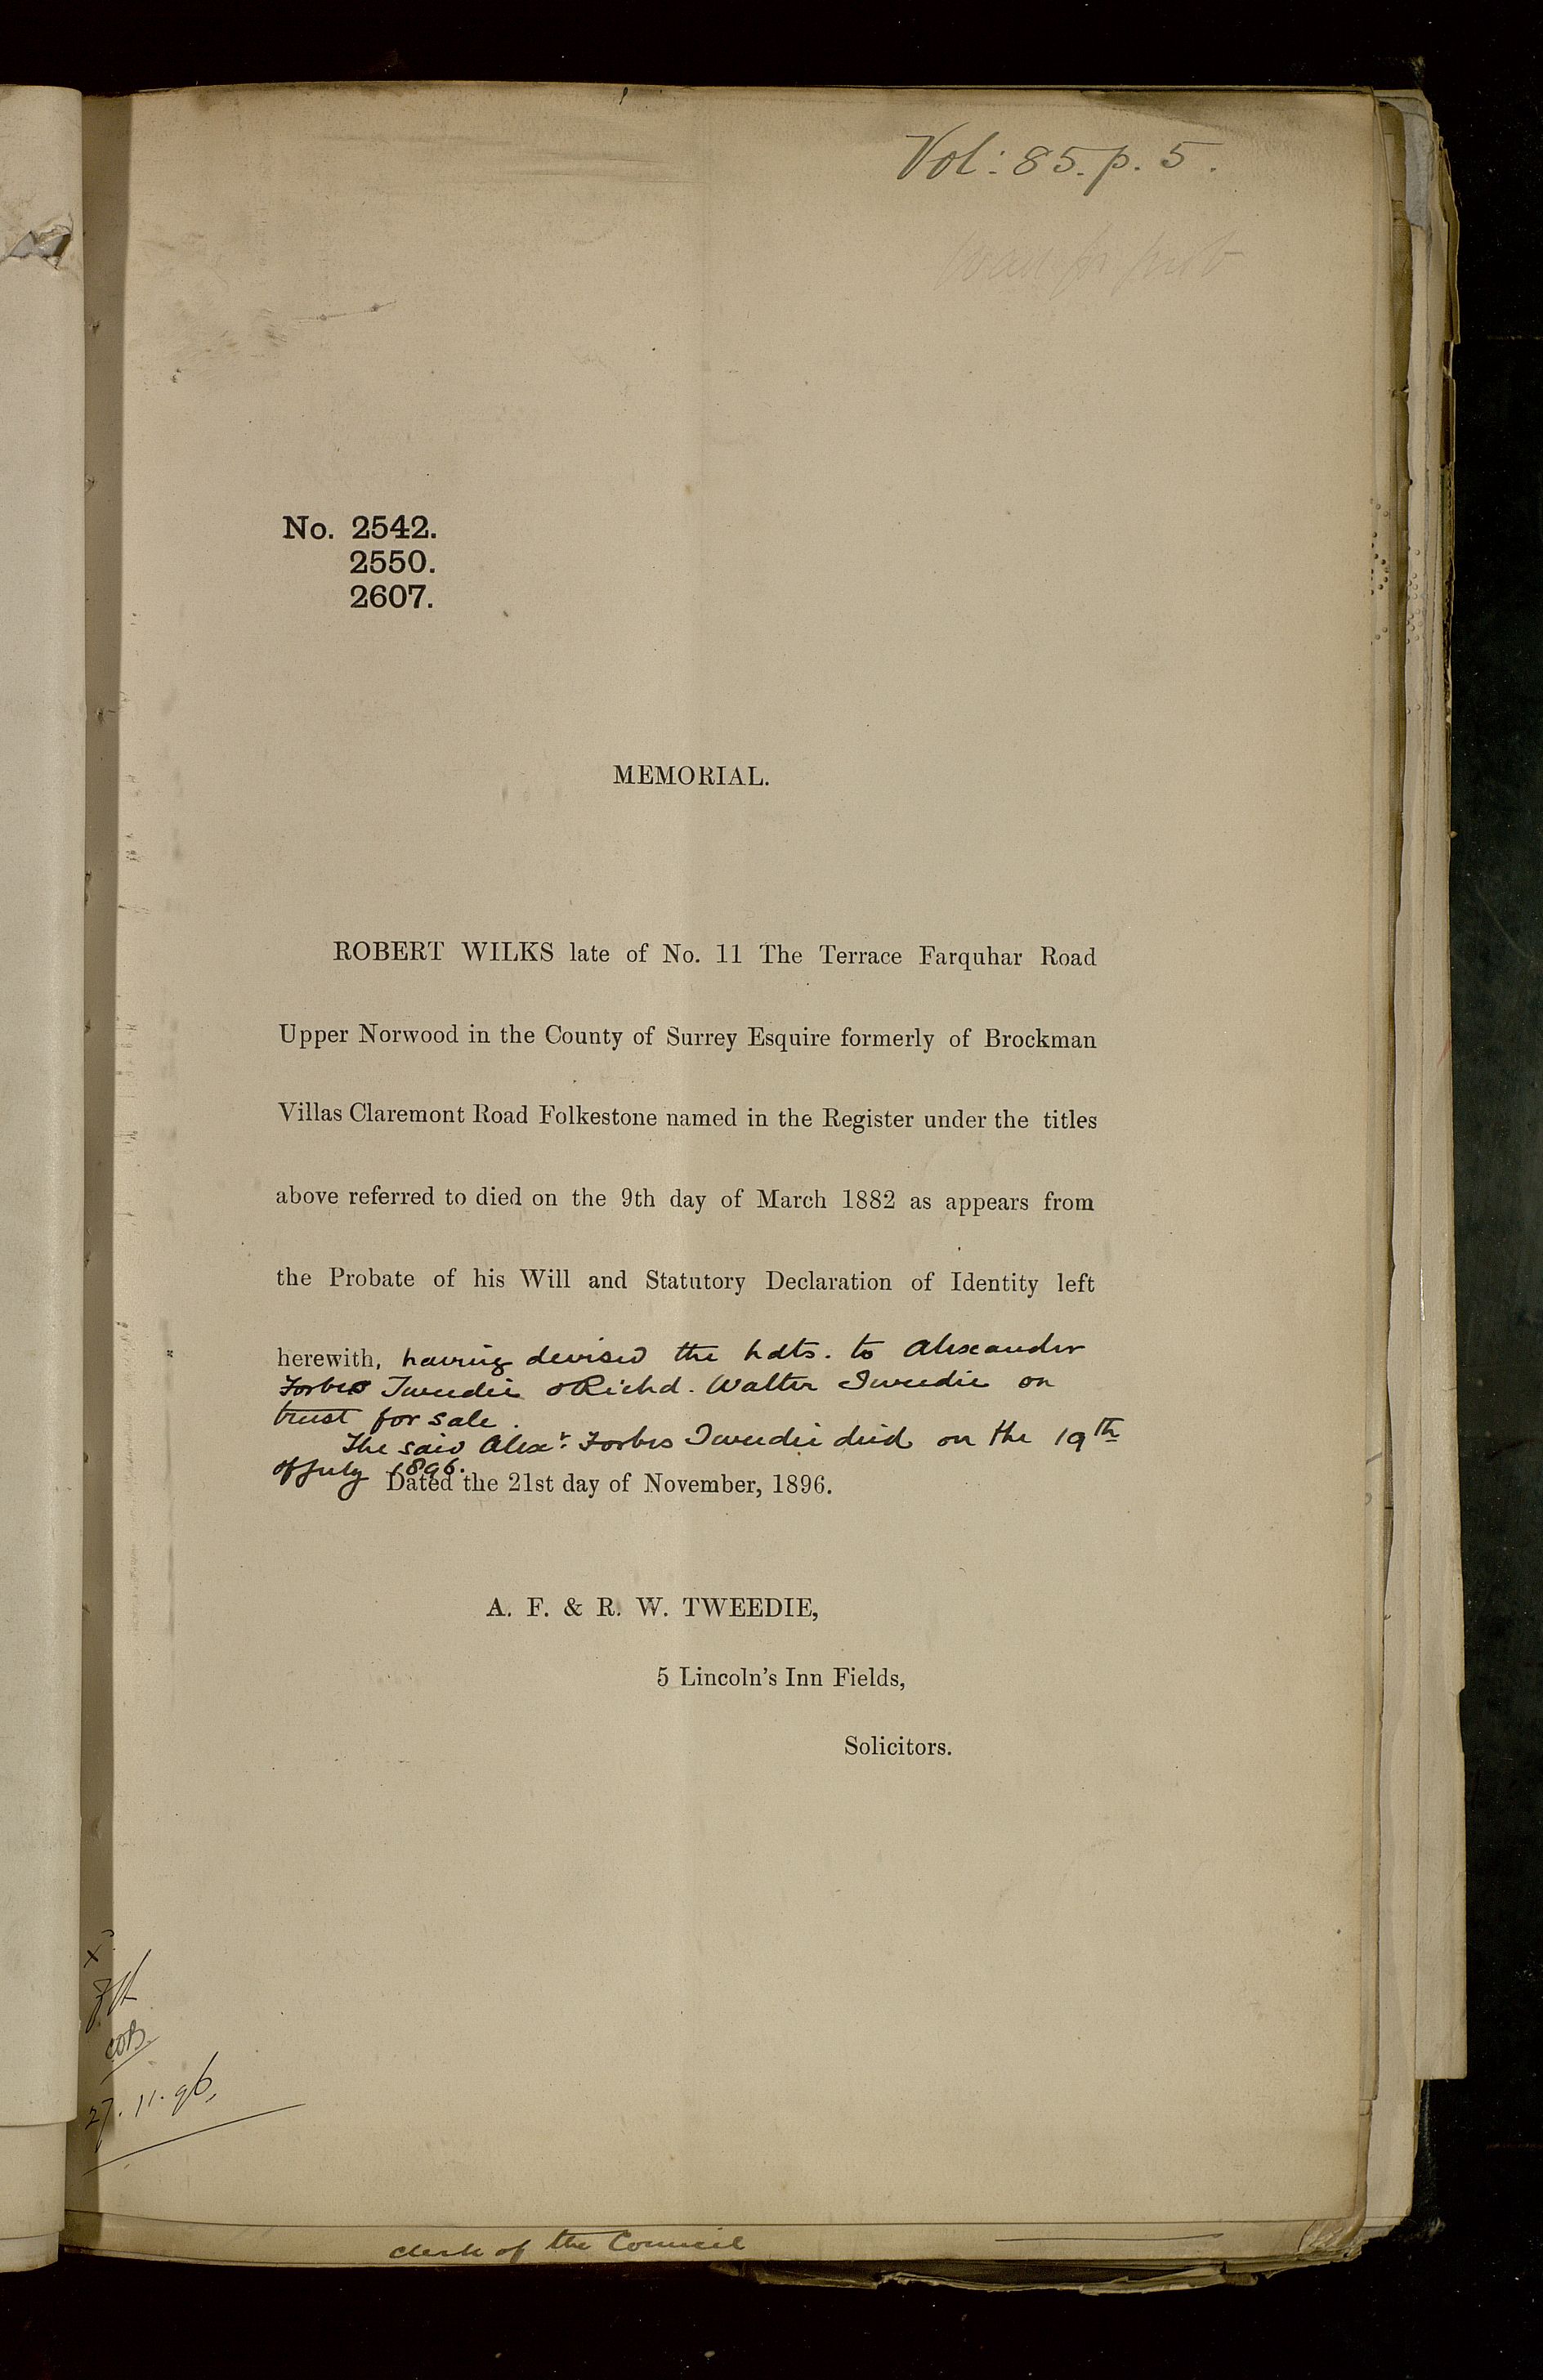 Vol: 85. p. 5.
No. 2542.
2550.
2607.
MEMORIAL.
ROBERT WILKS late of No. 11 The Terrace Farquhar Road
Upper Norwood in the County of Surrey Esquire formerly of Brockman
Villas Claremont Road Folkestone named in the Register under the titles
above referred to died on the 9th day of March 1882 as appears from
the Probate of his Will and Statutory Declaration of Identity left
herewith, having devised the hdts. to Alexander
Forbes Tweedie & Richd. Walter Tweedie on
trust for sale.
The said Alexr. Forbes Tweedie died on the 19th
of July 1896.
Dated the 21st day of November, 1896.
A. F. & R. W. TWEEDIE,
5 Lincoln's Inn Fields,
Solicitors.
27. 11. 96,
Clerk of the Council